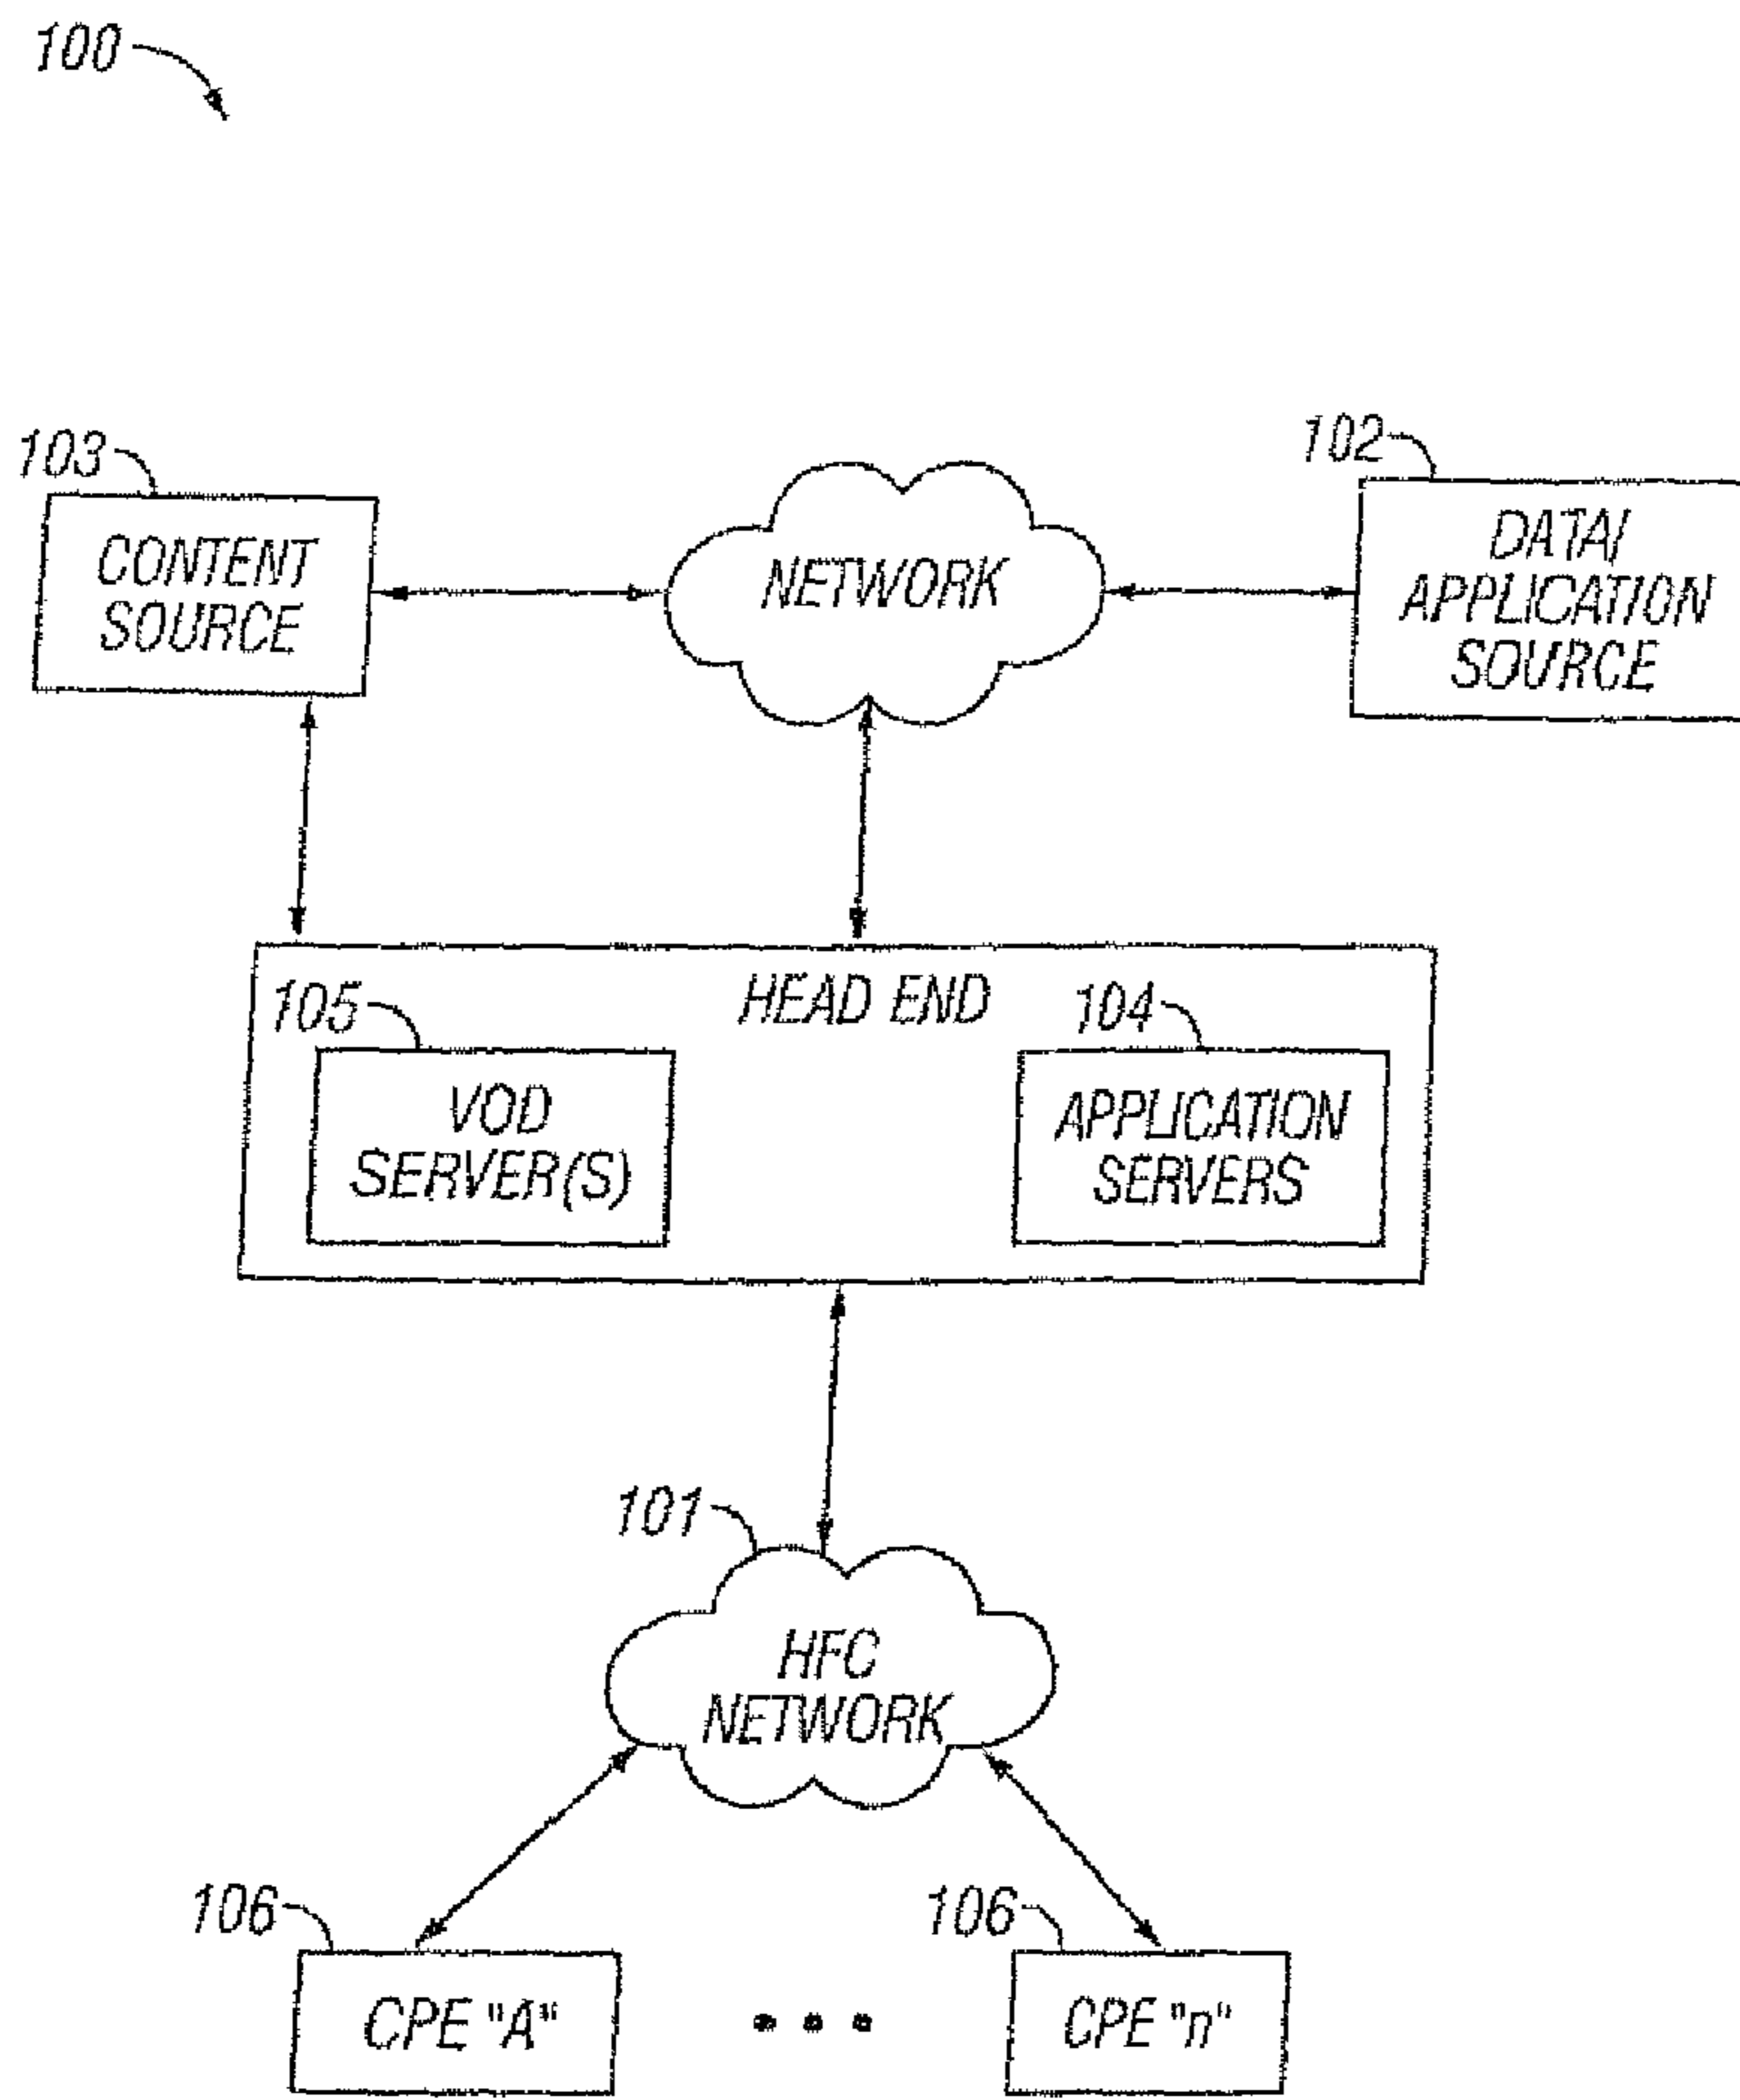 100
103
102
CONTENT
SOURCE
NETWORK
DATA/
APPLICATION
SOURCE
HEAD END
105
104
VOD
SERVER(S)
APPLICATION
SERVERS
101
HFC
NETWORK
106
106
CPE "A"
CPE "n"